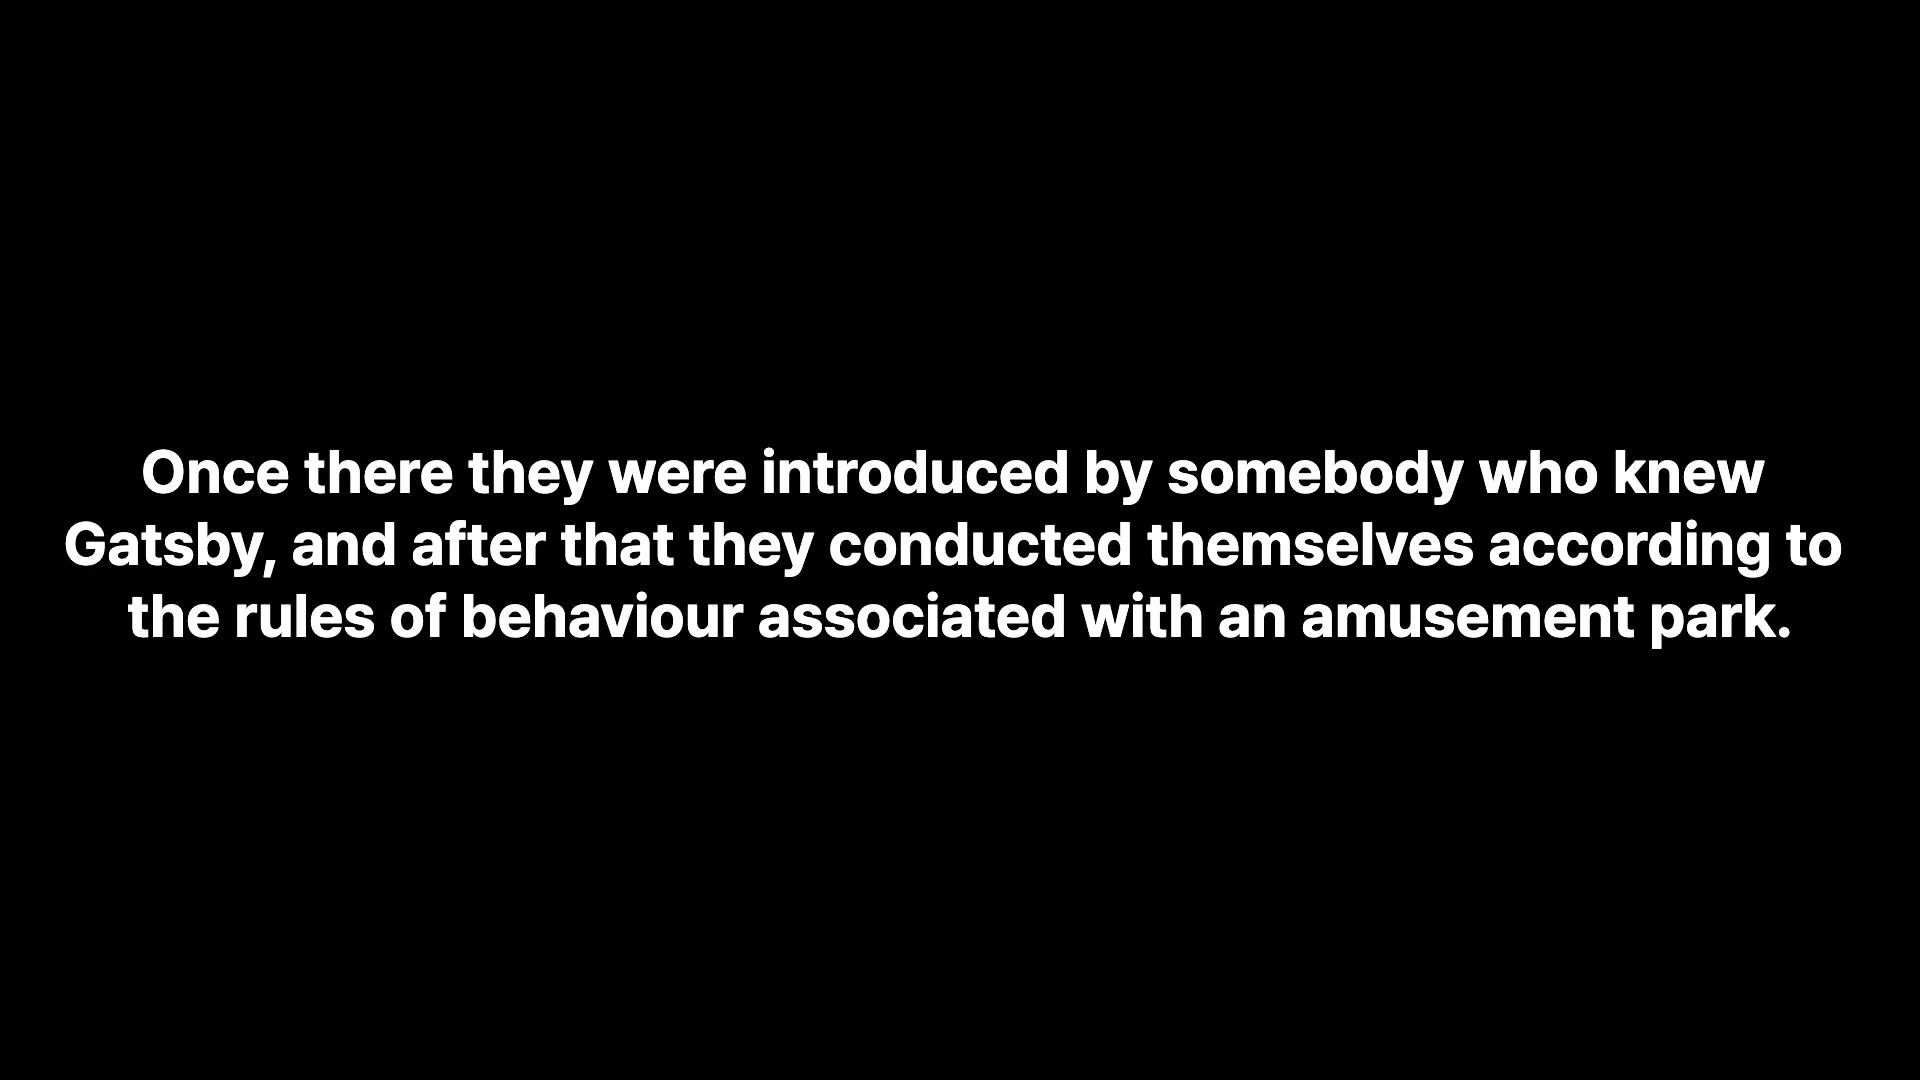 Once there they were introduced by somebody who knew
Gatsby, and after that they conducted themselves according to
the rules of behaviour associated with an amusement park.